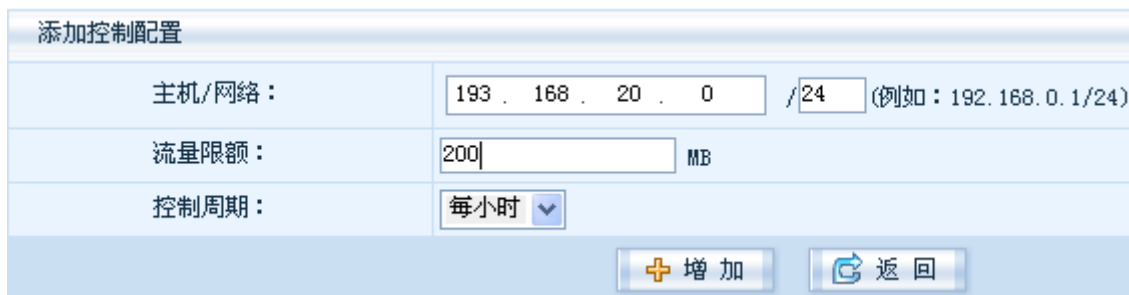 添加控制配置
主机/网络： 193 . 168 . 20 . 0 /24 (例如：192.168.0.1/24)
流量限额： 200 MB
控制周期： 每小时
增加 返回